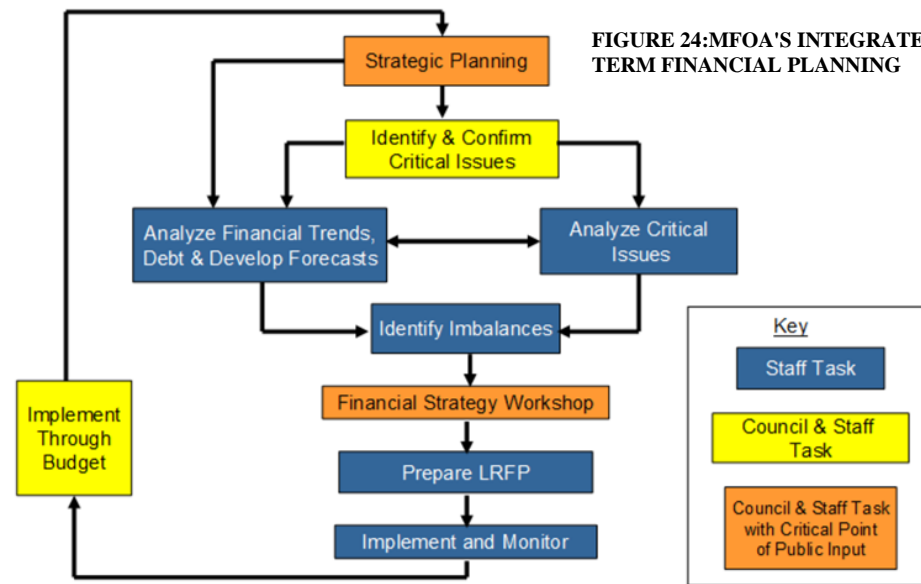 FIGURE 24:MFOA'S INTEGRATE
TERM FINANCIAL PLANNING
Strategic Planning
Identify & Confirm
Critical Issues
Analyze Financial Trends,
Debt & Develop Forecasts
Analyze Critical
Issues
Identify Imbalances
Financial Strategy Workshop
Implement
Through
Budget
Prepare LRFP
Implement and Monitor
Key
Staff Task
Council & Staff
Task
Council & Staff Task
with Critical Point
of Public Input